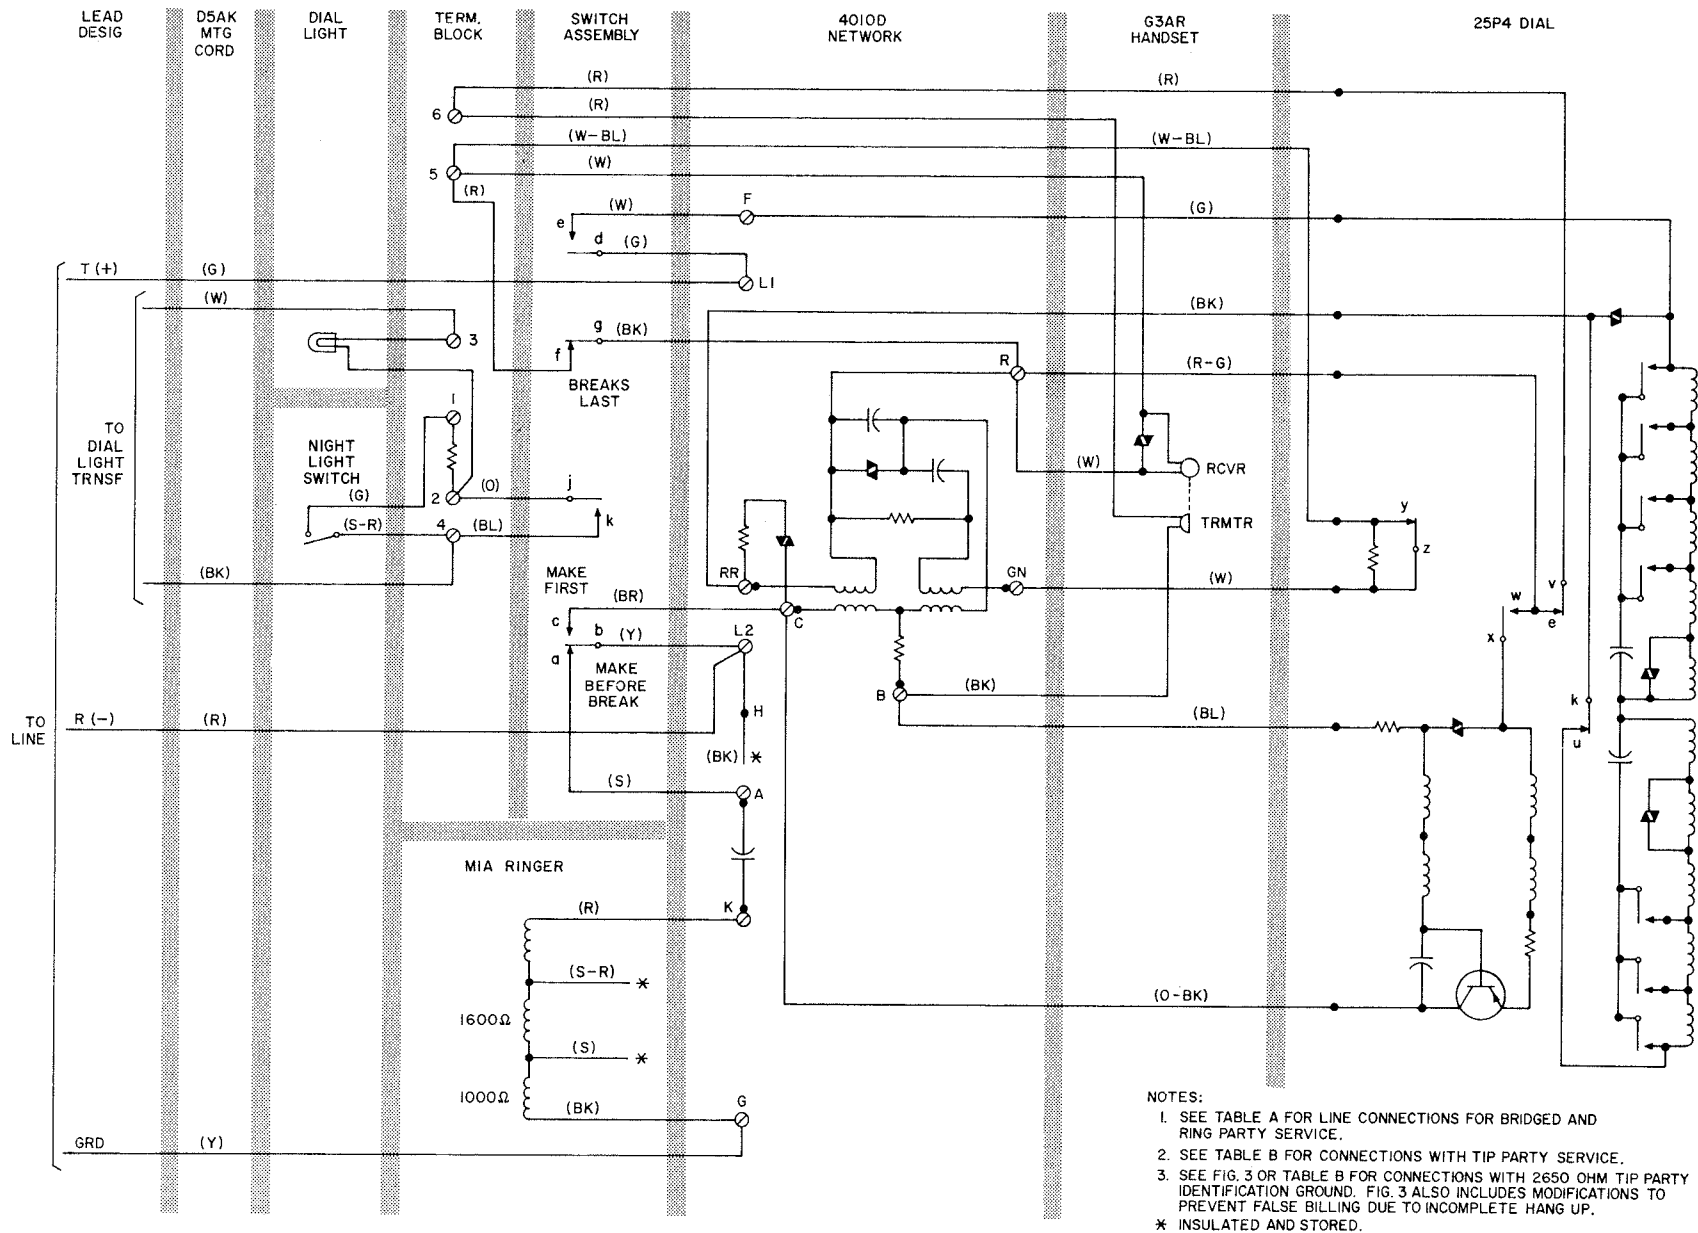 LEAD
DESIG
D5AK
MTG
CORD
DIAL
LIGHT
TERM.
BLOCK
SWITCH
ASSEMBLY
4010D
NETWORK
G3AR
HANDSET
25P4 DIAL
(R)
(R)
6
(R)
(W-BL)
(W-BL)
5
(W)
(R)
(W)
F
(G)
e
d
(G)
T (+)
(G)
L1
(W)
(BK)
3
g
(BK)
f
R
(R-G)
BREAKS
LAST
1
TO
DIAL
LIGHT
TRNSF
NIGHT
LIGHT
SWITCH
(G)
(W)
RCVR
2
(O)
j
(S-R)
4
(BL)
k
TRMTR
y
z
(BK)
MAKE
FIRST
RR
GN
(W)
v
(BR)
c
C
w
e
b
(Y)
L2
x
a
MAKE
BEFORE
BREAK
B
(BK)
k
TO
LINE
R (-)
(R)
H
(BL)
u
(BK)
*
(S)
A
M1A RINGER
(R)
K
(S-R)
*
(O-BK)
1600Ω
(S)
*
1000Ω
(BK)
G
GRD
(Y)
NOTES:
1. SEE TABLE A FOR LINE CONNECTIONS FOR BRIDGED AND
RING PARTY SERVICE.
2. SEE TABLE B FOR CONNECTIONS WITH TIP PARTY SERVICE.
3. SEE FIG. 3 OR TABLE B FOR CONNECTIONS WITH 2650 OHM TIP PARTY
IDENTIFICATION GROUND. FIG. 3 ALSO INCLUDES MODIFICATIONS TO
PREVENT FALSE BILLING DUE TO INCOMPLETE HANG UP.
* INSULATED AND STORED.